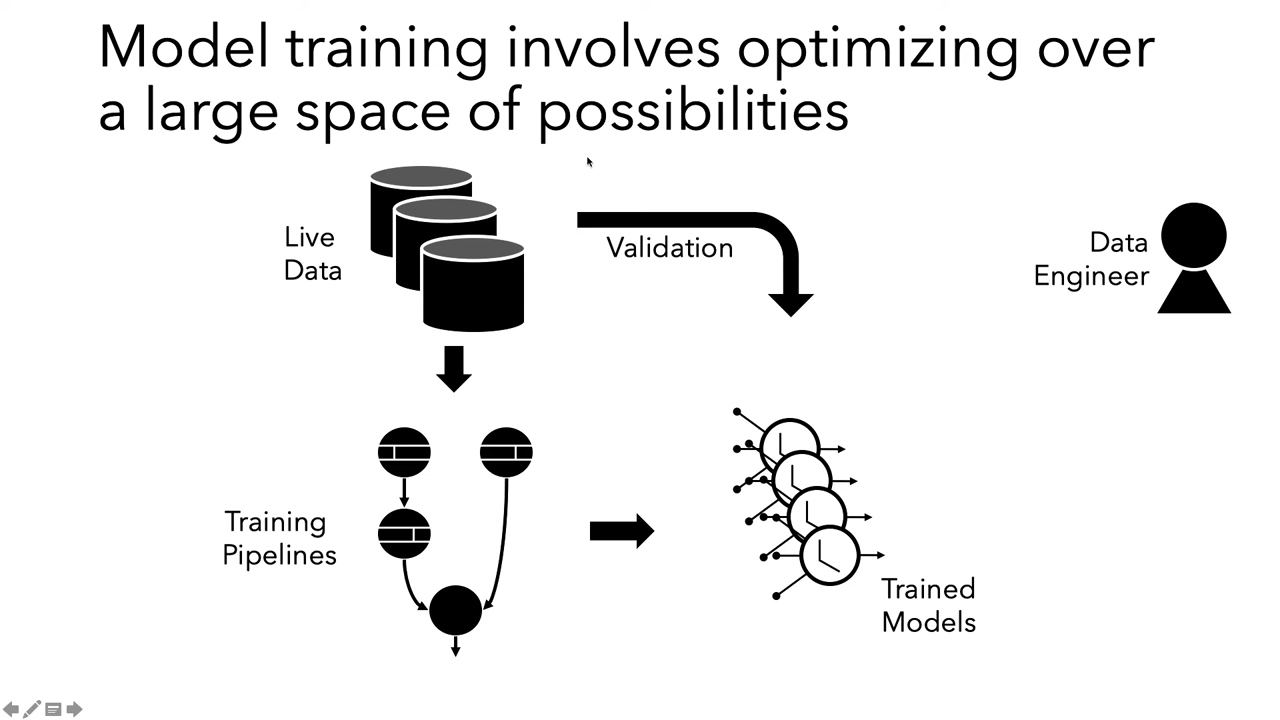 Model training involves optimizing over
a large space of possibilities
Live
Data
Validation
Data
Engineer
Training
Pipelines
Trained
Models